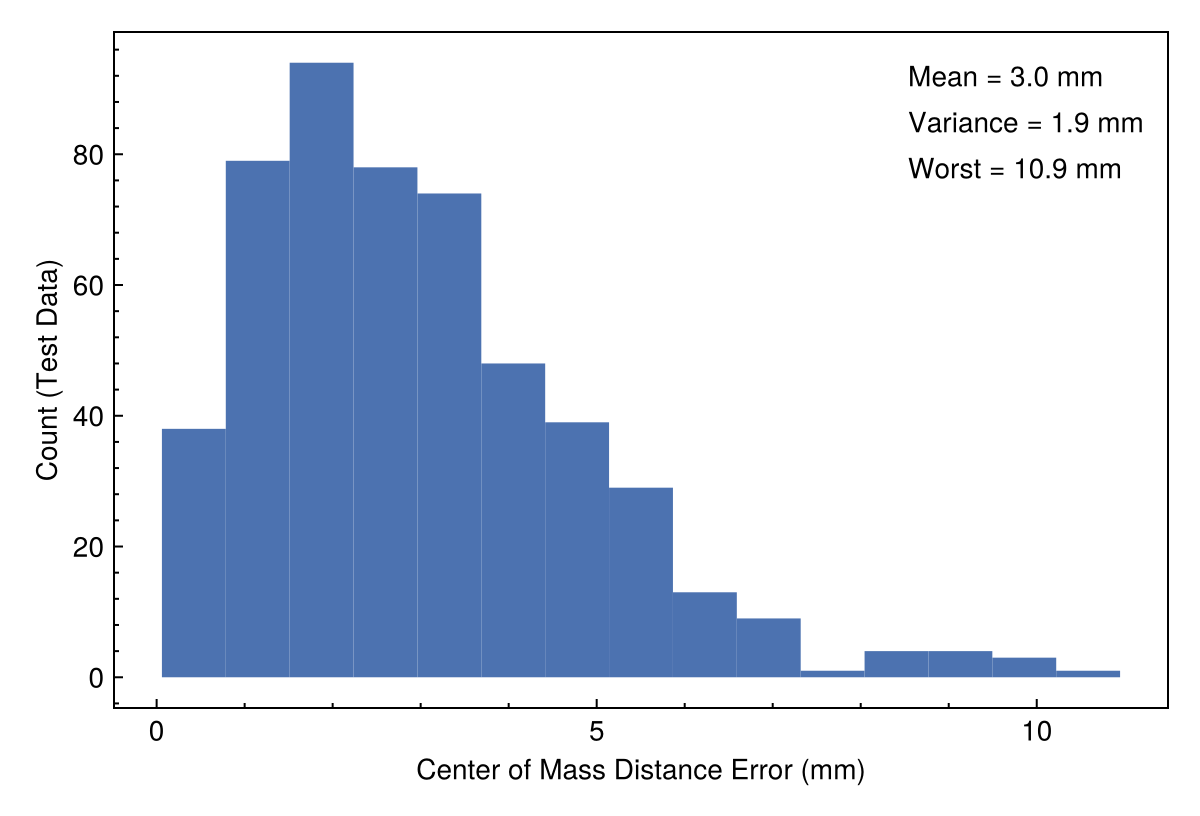 Mean = 3.0 mm
Variance = 1.9 mm
Worst = 10.9 mm
80
60
40
20
0
Count (Test Data)
0 5 10
Center of Mass Distance Error (mm)